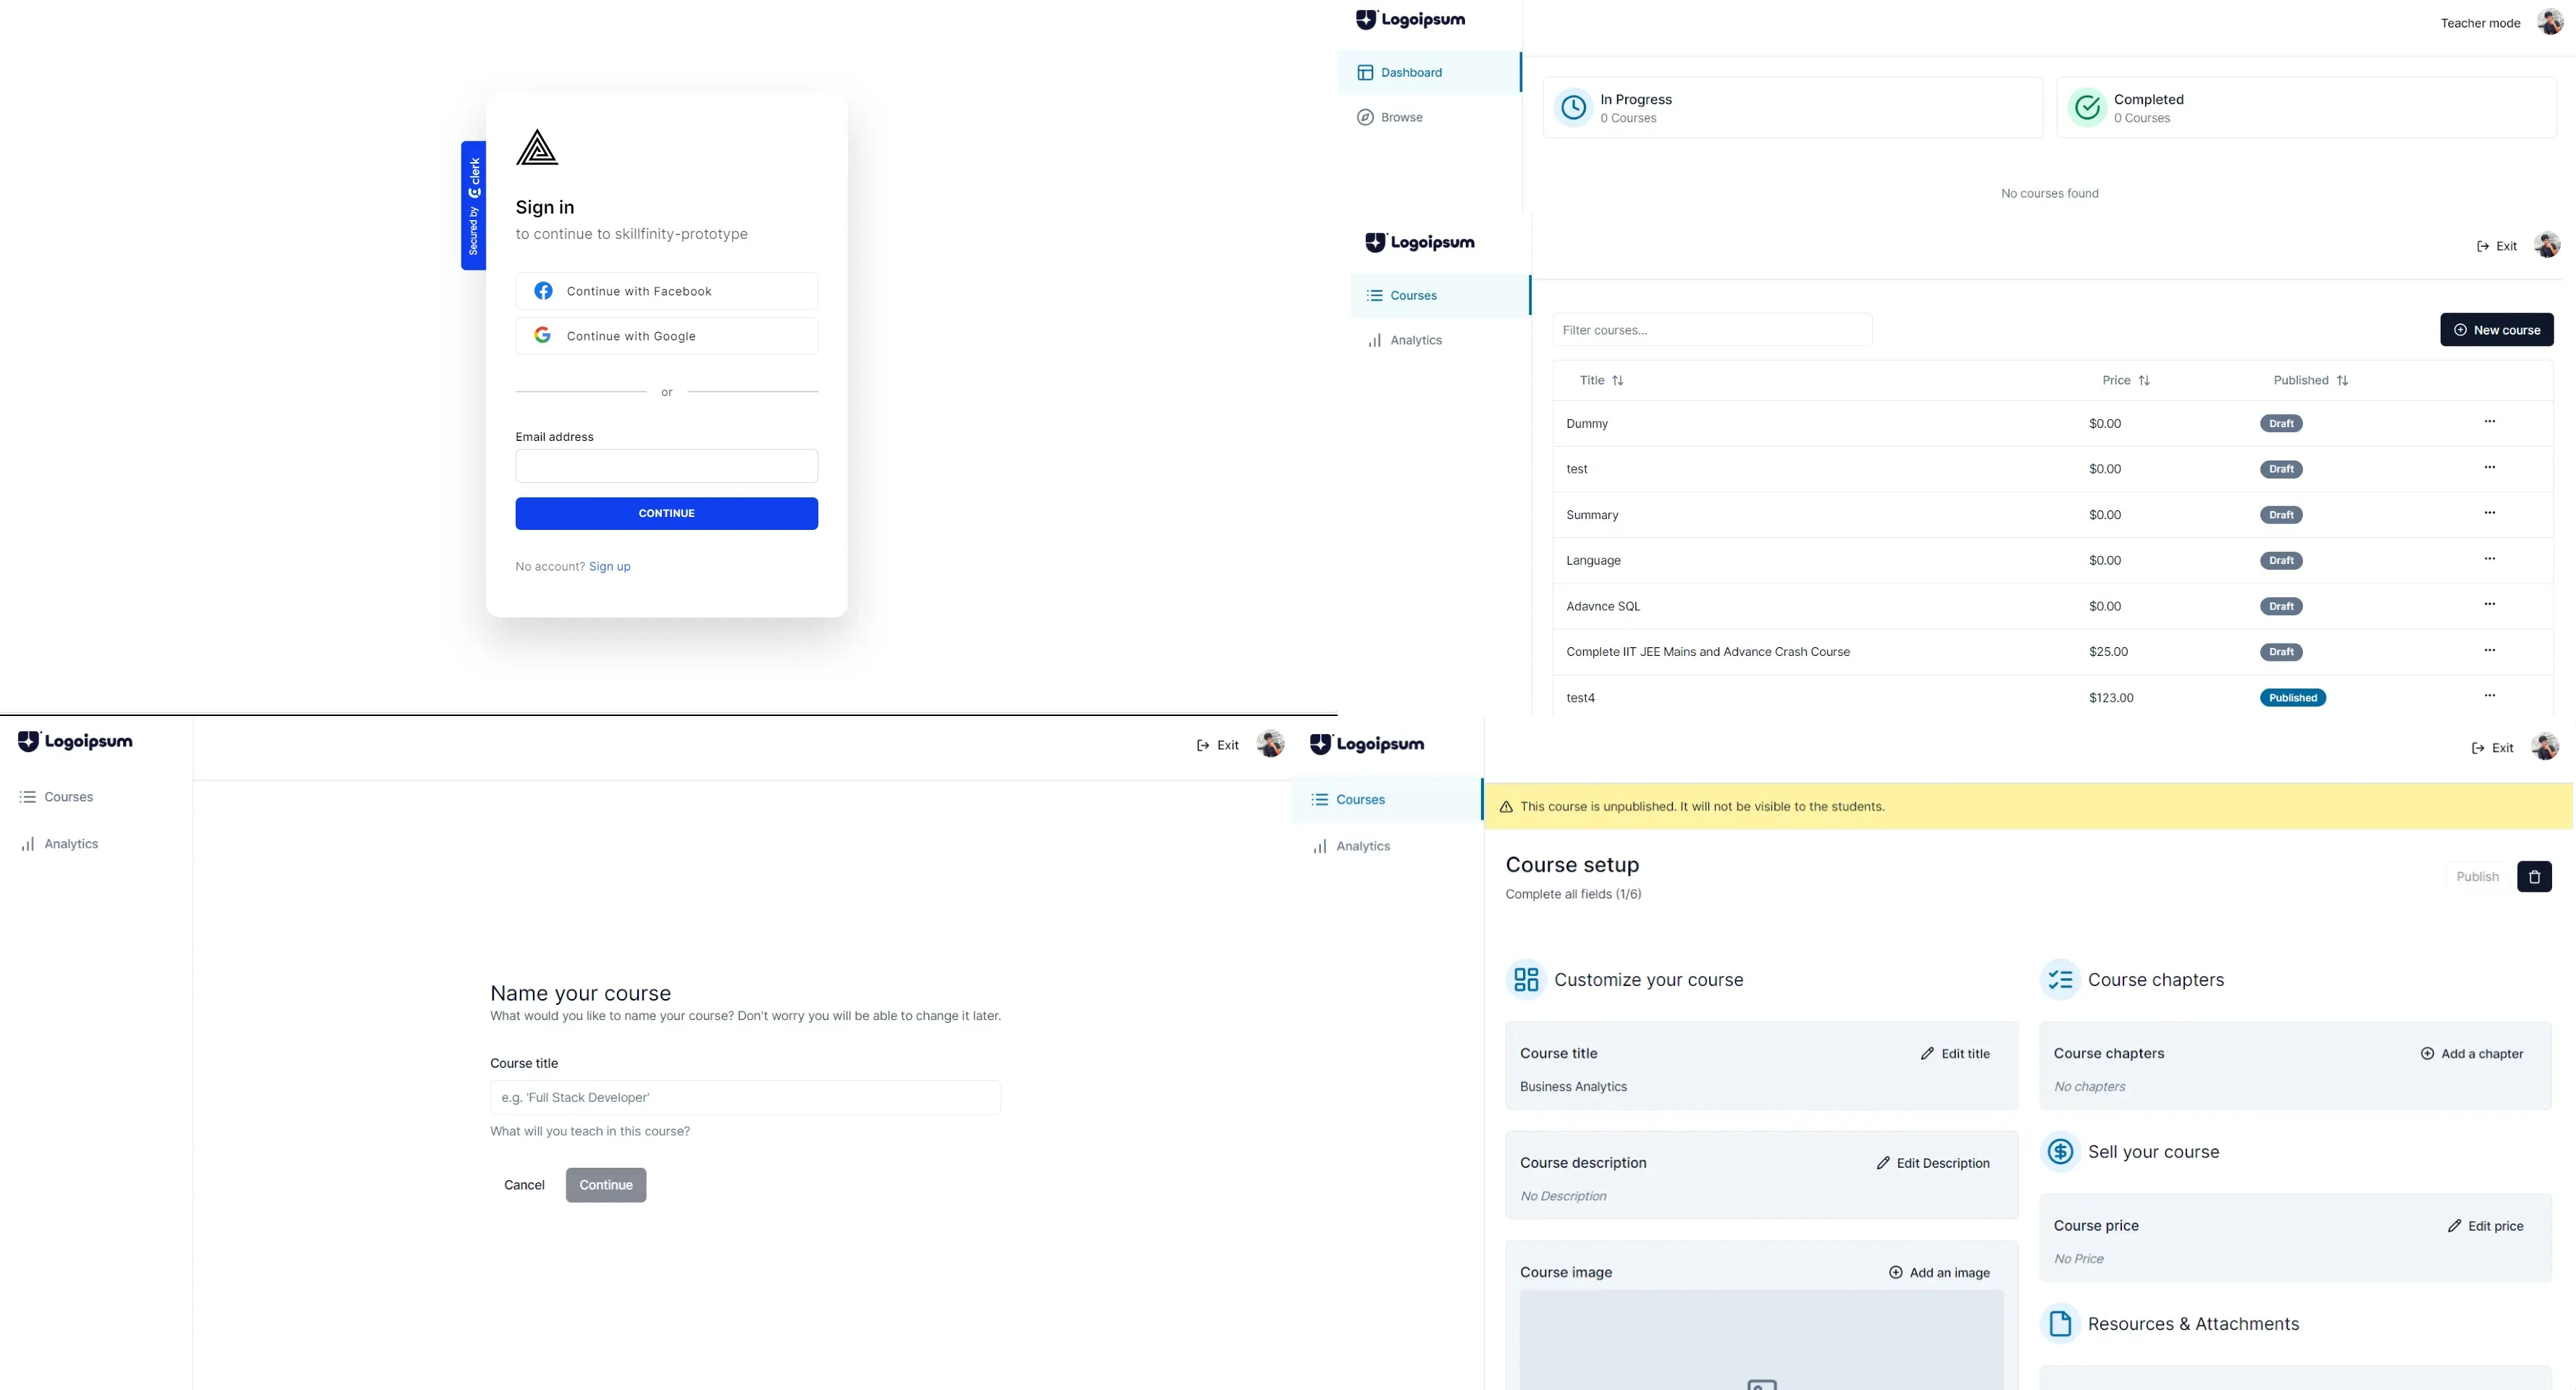 Secured by clerk
Sign in
to continue to skillfinity-prototype
Continue with Facebook
Continue with Google
or
Email address
CONTINUE
No account? Sign up
Logoipsum
Teacher mode
Dashboard
Browse
In Progress
0 Courses
Completed
0 Courses
No courses found
Logoipsum
Exit
Courses
Analytics
Filter courses...
New course
Title Price Published
Dummy $0.00 Draft ...
test $0.00 Draft ...
Summary $0.00 Draft ...
Language $0.00 Draft ...
Adavnce SQL $0.00 Draft ...
Complete IIT JEE Mains and Advance Crash Course $25.00 Draft ...
test4 $123.00 Published ...
Logoipsum
Exit
Courses
Analytics
Name your course
What would you like to name your course? Don't worry you will be able to change it later.
Course title
e.g. 'Full Stack Developer'
What will you teach in this course?
Cancel
Continue
Logoipsum
Exit
Courses
Analytics
This course is unpublished. It will not be visible to the students.
Course setup
Complete all fields (1/6)
Publish
Customize your course
Course title
Edit title
Business Analytics
Course description
Edit Description
No Description
Course image
Add an image
Course chapters
Course chapters
Add a chapter
No chapters
Sell your course
Course price
Edit price
No Price
Resources & Attachments